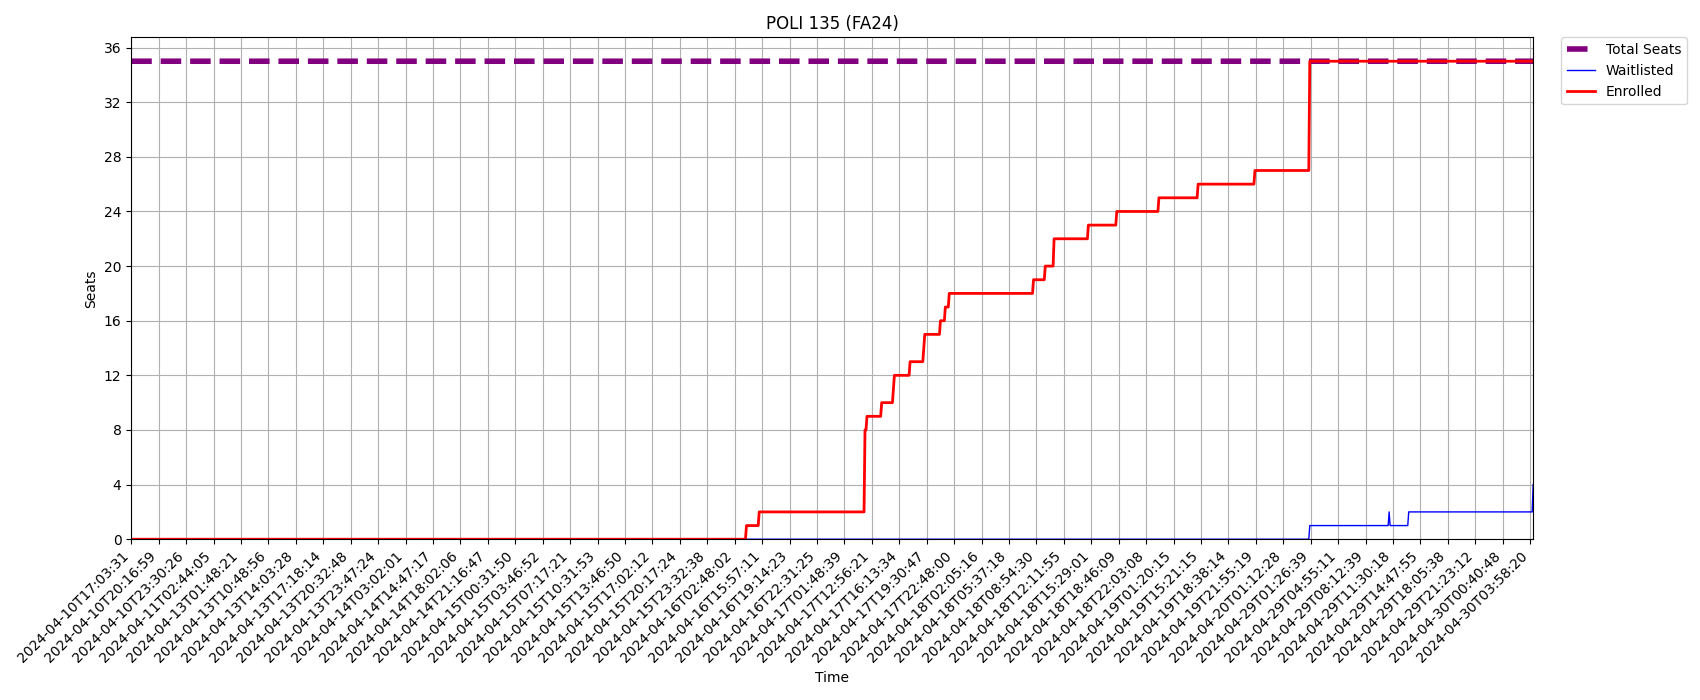 POLI 135 (FA24)
Total Seats
Waitlisted
Enrolled
36
32
28
24
20
16
12
8
4
0
Seats
2024-04-10T17:03:31
2024-04-10T20:16:59
2024-04-10T23:30:26
2024-04-11T02:44:05
2024-04-13T01:48:21
2024-04-13T10:48:56
2024-04-13T14:03:28
2024-04-13T17:18:14
2024-04-13T20:32:48
2024-04-13T23:47:24
2024-04-14T03:02:01
2024-04-14T14:47:17
2024-04-14T18:02:06
2024-04-14T21:16:47
2024-04-15T00:31:50
2024-04-15T03:46:52
2024-04-15T07:17:21
2024-04-15T10:31:53
2024-04-15T13:46:50
2024-04-15T17:02:12
2024-04-15T20:17:24
2024-04-15T23:32:38
2024-04-16T02:48:02
2024-04-16T15:57:11
2024-04-16T19:14:23
2024-04-16T22:31:25
2024-04-17T01:48:39
2024-04-17T12:56:21
2024-04-17T16:13:34
2024-04-17T19:30:47
2024-04-17T22:48:00
2024-04-18T02:05:16
2024-04-18T05:37:18
2024-04-18T08:54:30
2024-04-18T12:11:55
2024-04-18T15:29:01
2024-04-18T18:46:09
2024-04-18T22:03:08
2024-04-19T01:20:15
2024-04-19T15:21:15
2024-04-19T18:38:14
2024-04-19T21:55:19
2024-04-20T01:12:28
2024-04-29T01:26:39
2024-04-29T04:55:11
2024-04-29T08:12:39
2024-04-29T11:30:18
2024-04-29T14:47:55
2024-04-29T18:05:38
2024-04-29T21:23:12
2024-04-30T00:40:48
2024-04-30T03:58:20
Time